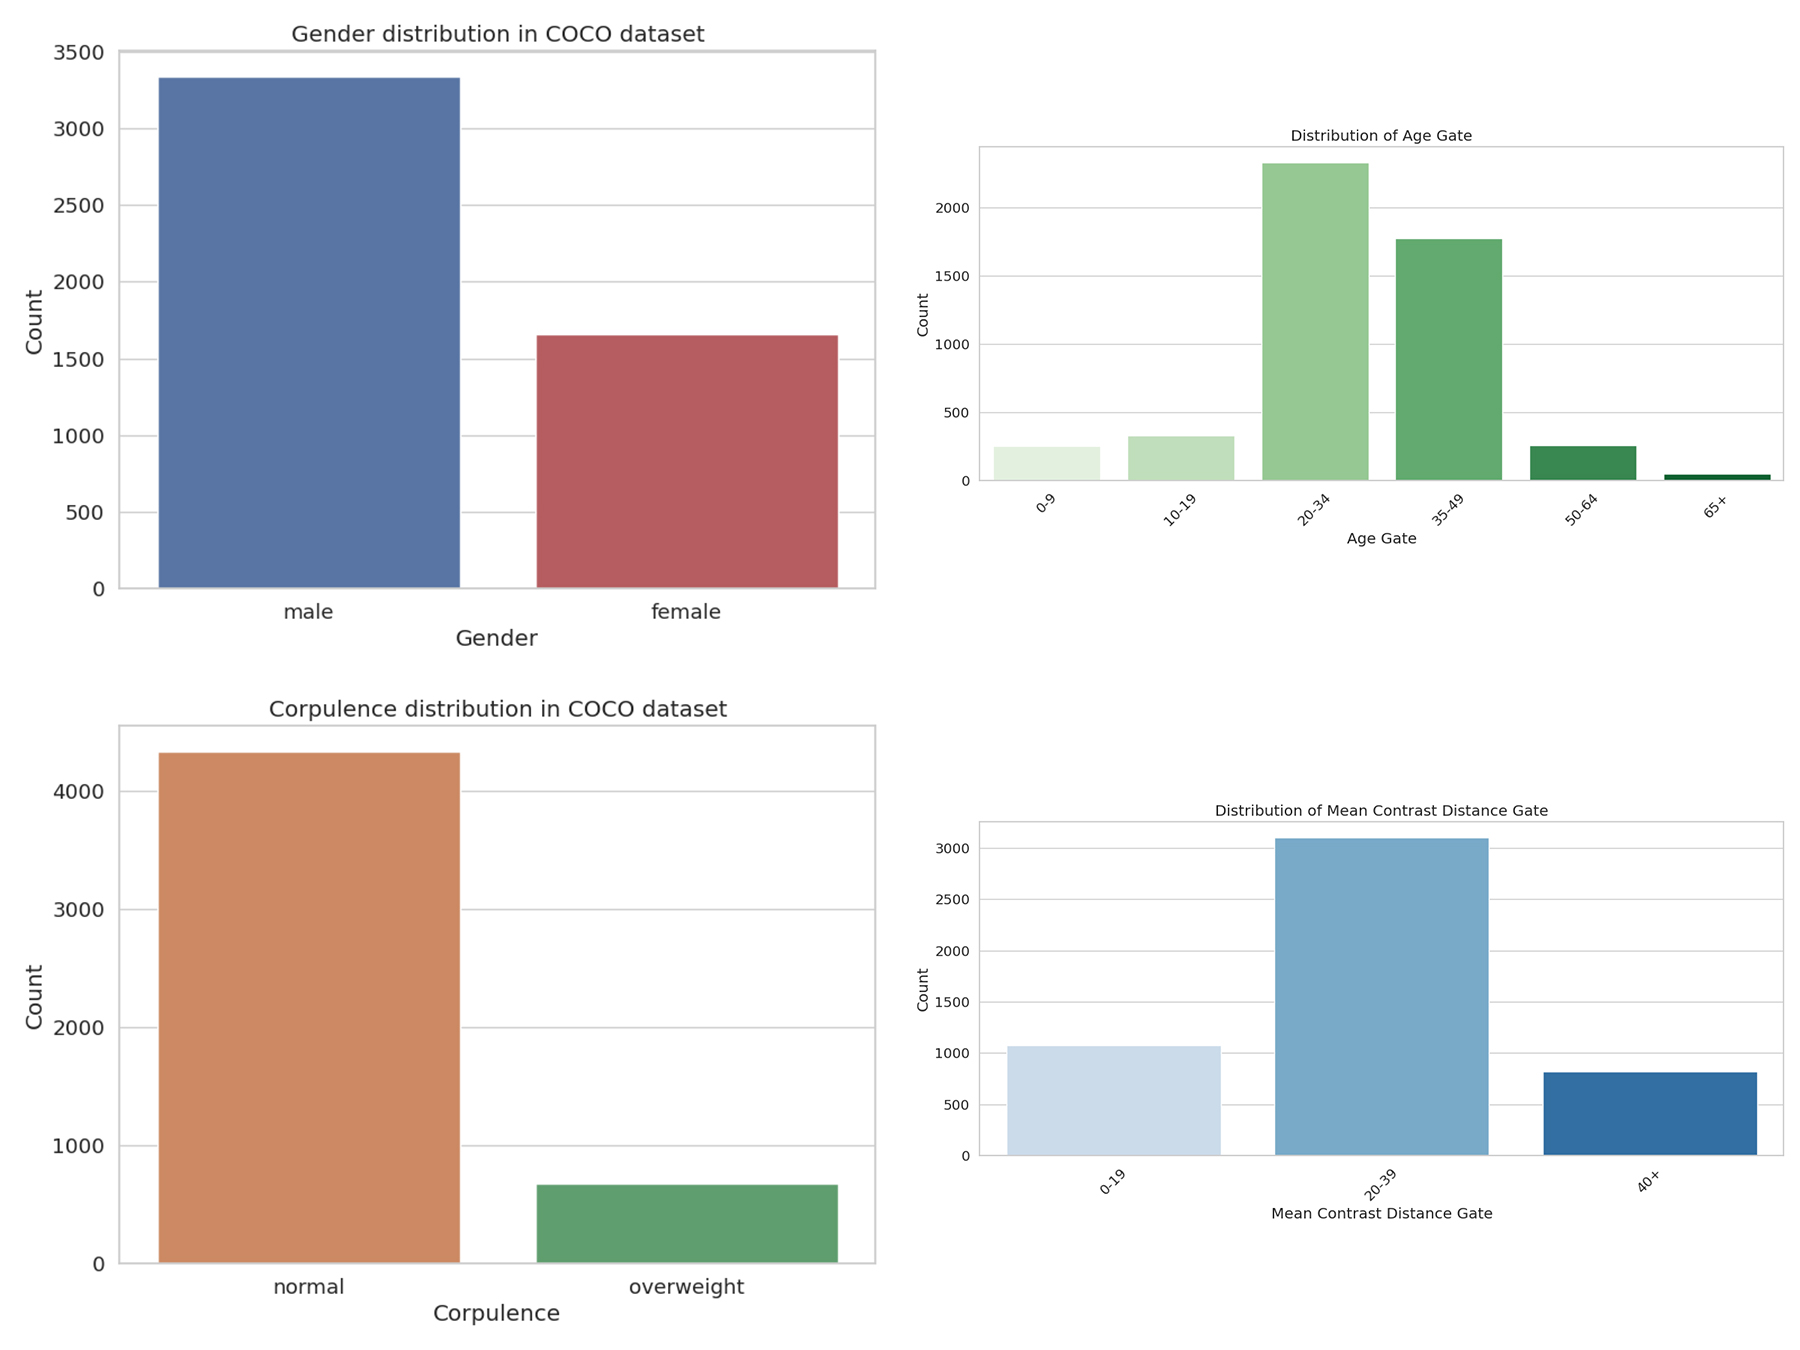 Gender distribution in COCO dataset
3500
3000
2500
2000
1500
1000
500
0
Count
male female
Gender
Distribution of Age Gate
2000
1500
1000
500
0
Count
0-9 10-19 20-34 35-49 50-64 65+
Age Gate
Corpulence distribution in COCO dataset
4000
3000
2000
1000
0
Count
normal overweight
Corpulence
Distribution of Mean Contrast Distance Gate
3000
2500
2000
1500
1000
500
0
Count
0-19 20-39 40+
Mean Contrast Distance Gate